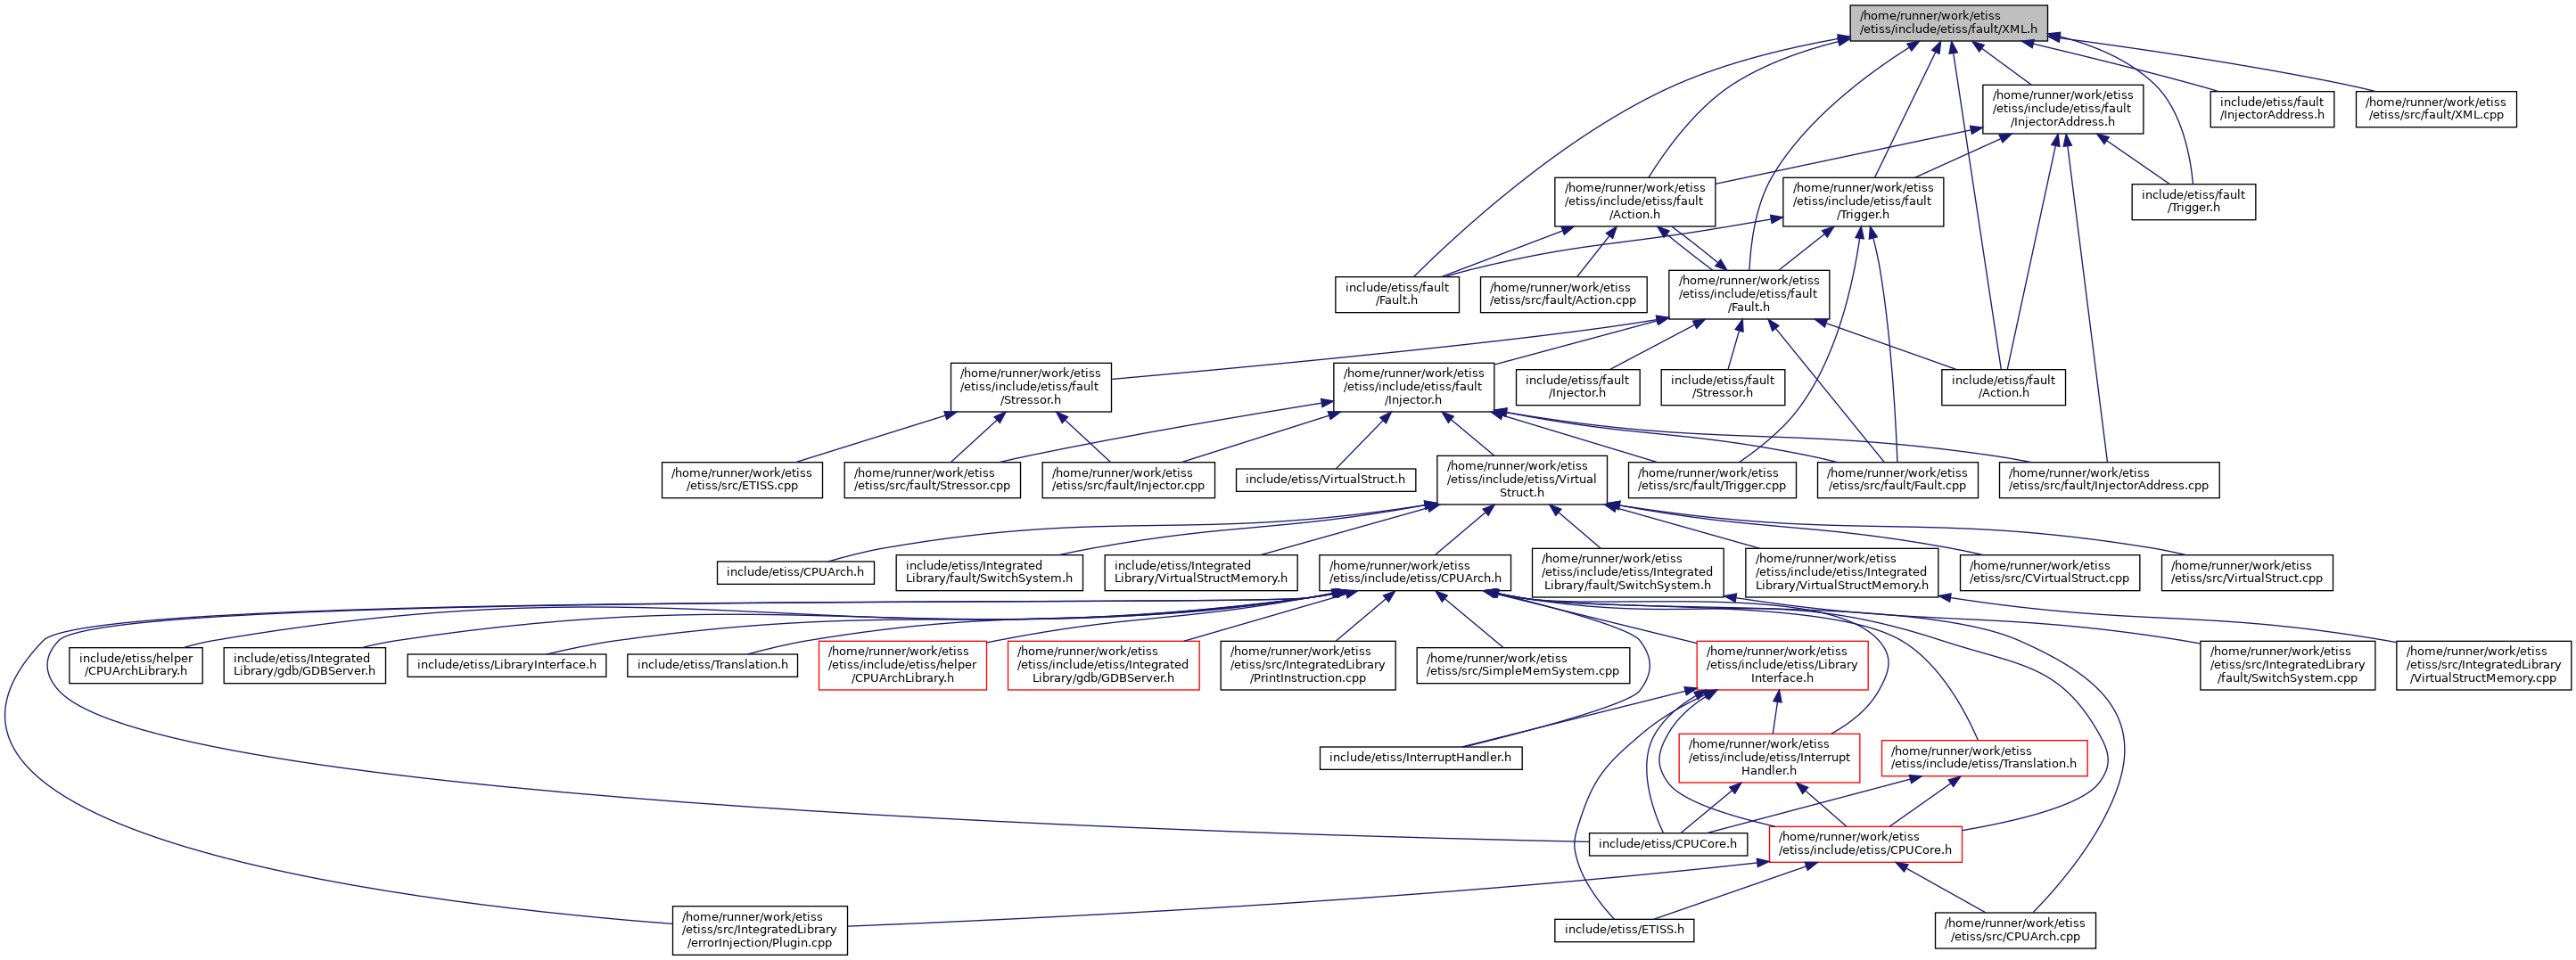 /home/runner/work/etiss
/etiss/include/etiss/fault/XML.h
/home/runner/work/etiss
/etiss/include/etiss/fault
/InjectorAddress.h
include/etiss/fault
/InjectorAddress.h
/home/runner/work/etiss
/etiss/src/fault/XML.cpp
/home/runner/work/etiss
/etiss/include/etiss/fault
/Action.h
/home/runner/work/etiss
/etiss/include/etiss/fault
/Trigger.h
include/etiss/fault
/Trigger.h
include/etiss/fault
/Fault.h
/home/runner/work/etiss
/etiss/src/fault/Action.cpp
/home/runner/work/etiss
/etiss/include/etiss/fault
/Fault.h
/home/runner/work/etiss
/etiss/include/etiss/fault
/Stressor.h
/home/runner/work/etiss
/etiss/include/etiss/fault
/Injector.h
include/etiss/fault
/Injector.h
include/etiss/fault
/Stressor.h
include/etiss/fault
/Action.h
/home/runner/work/etiss
/etiss/src/ETISS.cpp
/home/runner/work/etiss
/etiss/src/fault/Stressor.cpp
/home/runner/work/etiss
/etiss/src/fault/Injector.cpp
include/etiss/VirtualStruct.h
/home/runner/work/etiss
/etiss/include/etiss/Virtual
Struct.h
/home/runner/work/etiss
/etiss/src/fault/Trigger.cpp
/home/runner/work/etiss
/etiss/src/fault/Fault.cpp
/home/runner/work/etiss
/etiss/src/fault/InjectorAddress.cpp
include/etiss/CPUArch.h
include/etiss/Integrated
Library/fault/SwitchSystem.h
include/etiss/Integrated
Library/VirtualStructMemory.h
/home/runner/work/etiss
/etiss/include/etiss/CPUArch.h
/home/runner/work/etiss
/etiss/include/etiss/Integrated
Library/fault/SwitchSystem.h
/home/runner/work/etiss
/etiss/include/etiss/Integrated
Library/VirtualStructMemory.h
/home/runner/work/etiss
/etiss/src/CVirtualStruct.cpp
/home/runner/work/etiss
/etiss/src/VirtualStruct.cpp
include/etiss/helper
/CPUArchLibrary.h
include/etiss/Integrated
Library/gdb/GDBServer.h
include/etiss/LibraryInterface.h
include/etiss/Translation.h
/home/runner/work/etiss
/etiss/include/etiss/helper
/CPUArchLibrary.h
/home/runner/work/etiss
/etiss/include/etiss/Integrated
Library/gdb/GDBServer.h
/home/runner/work/etiss
/etiss/src/IntegratedLibrary
/PrintInstruction.cpp
/home/runner/work/etiss
/etiss/src/SimpleMemSystem.cpp
/home/runner/work/etiss
/etiss/include/etiss/Library
Interface.h
/home/runner/work/etiss
/etiss/src/IntegratedLibrary
/fault/SwitchSystem.cpp
/home/runner/work/etiss
/etiss/src/IntegratedLibrary
/VirtualStructMemory.cpp
include/etiss/InterruptHandler.h
/home/runner/work/etiss
/etiss/include/etiss/Interrupt
Handler.h
/home/runner/work/etiss
/etiss/include/etiss/Translation.h
include/etiss/CPUCore.h
/home/runner/work/etiss
/etiss/include/etiss/CPUCore.h
/home/runner/work/etiss
/etiss/src/IntegratedLibrary
/errorInjection/Plugin.cpp
include/etiss/ETISS.h
/home/runner/work/etiss
/etiss/src/CPUArch.cpp